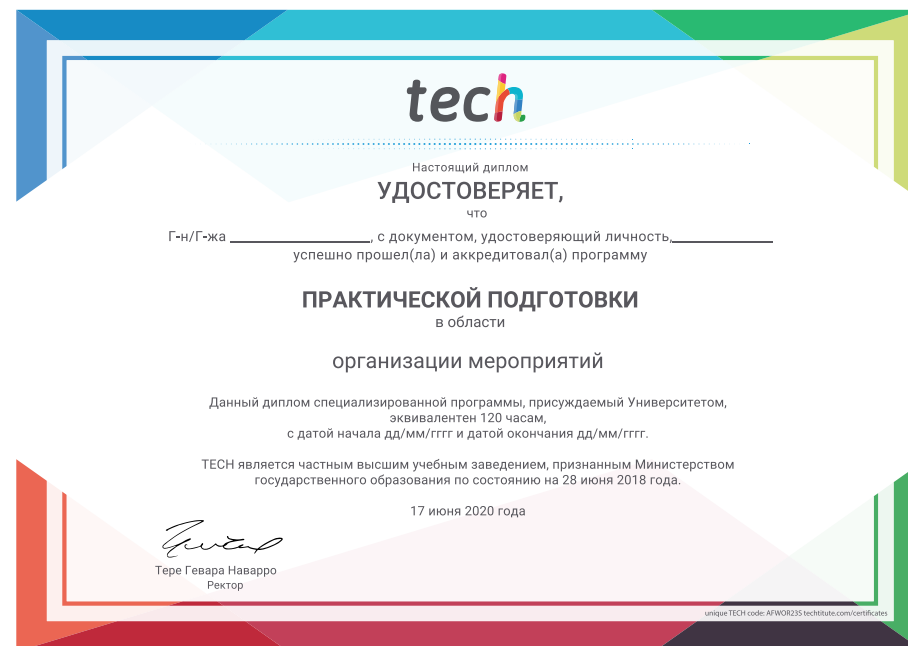 tech
Настоящий диплом
УДОСТОВЕРЯЕТ,
что
Г-н/Г-жа ____________________, с документом, удостоверяющий личность,______________
успешно прошел(ла) и аккредитовал(а) программу
ПРАКТИЧЕСКОЙ ПОДГОТОВКИ
в области
организации мероприятий
Данный диплом специализированной программы, присуждаемый Университетом,
эквивалентен 120 часам,
с датой начала дд/мм/гггг и датой окончания дд/мм/гггг.
TECH является частным высшим учебным заведением, признанным Министерством
государственного образования по состоянию на 28 июня 2018 года.
17 июня 2020 года
Тере Гевара Наварро
Ректор
unique TECH code: AFWOR23S techtitute.com/certificates